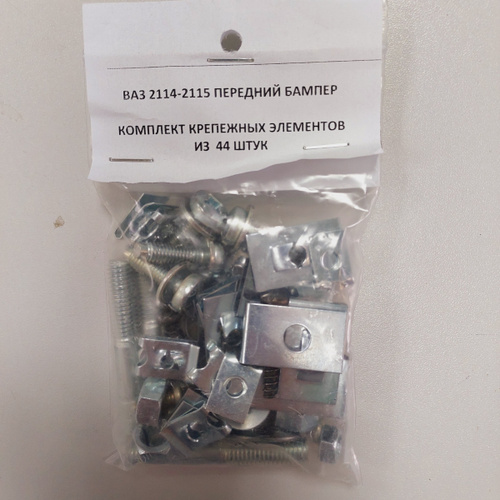 ВАЗ 2114-2115 ПЕРЕДНИЙ БАМПЕР
КОМПЛЕКТ КРЕПЕЖНЫХ ЭЛЕМЕНТОВ
ИЗ 44 ШТУК